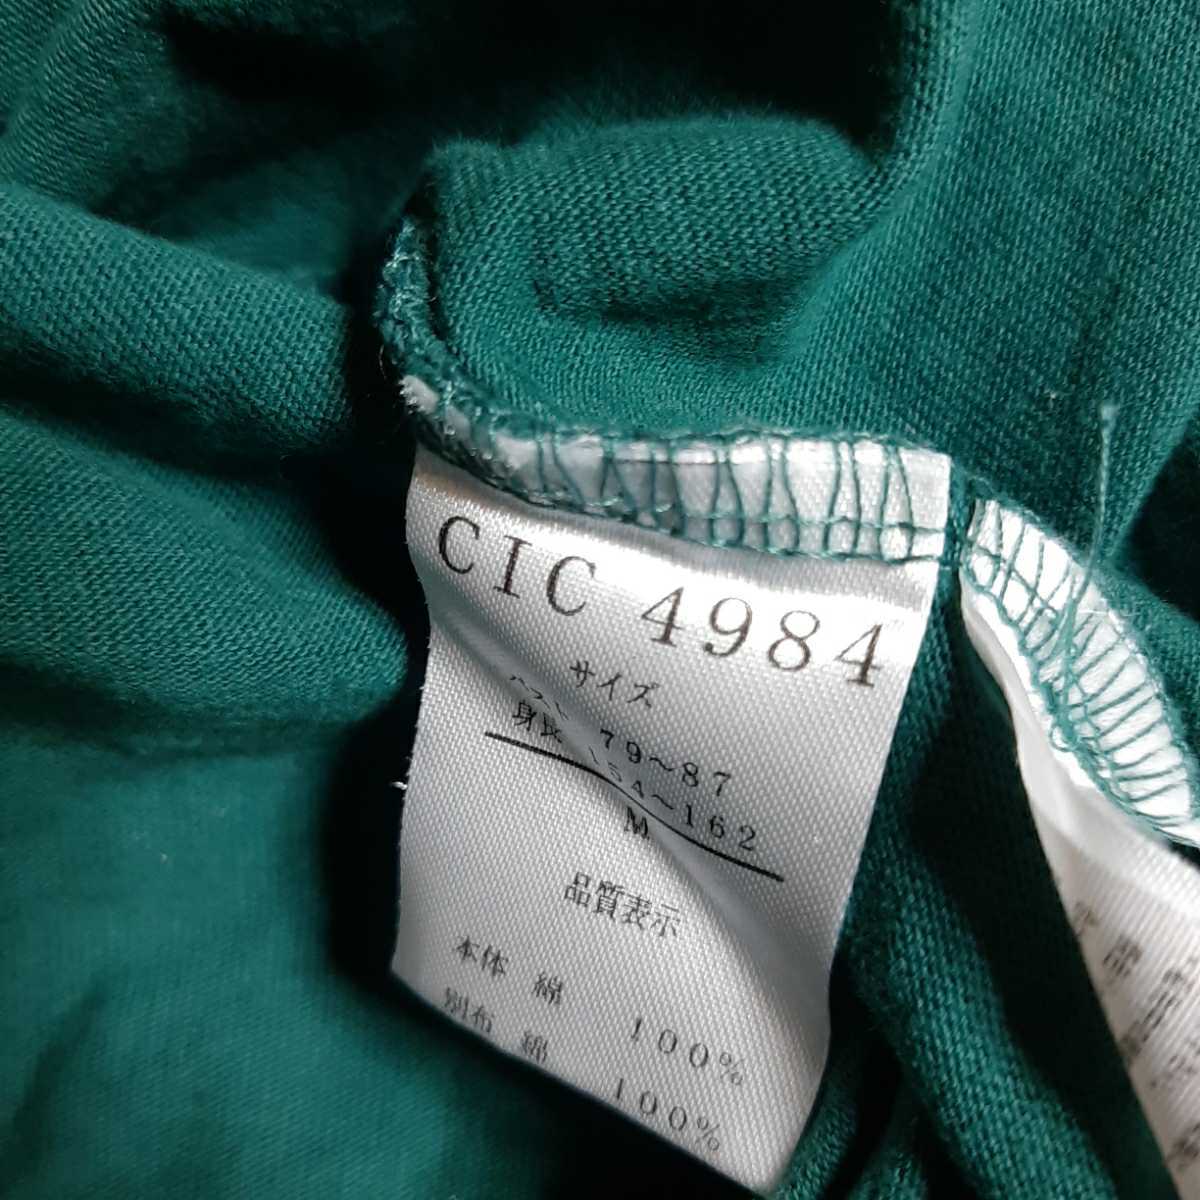 CIC 4984
サイズ
バスト 79～87
身長 154～162
M
品質表示
本体 綿 100%
別布 綿 100%